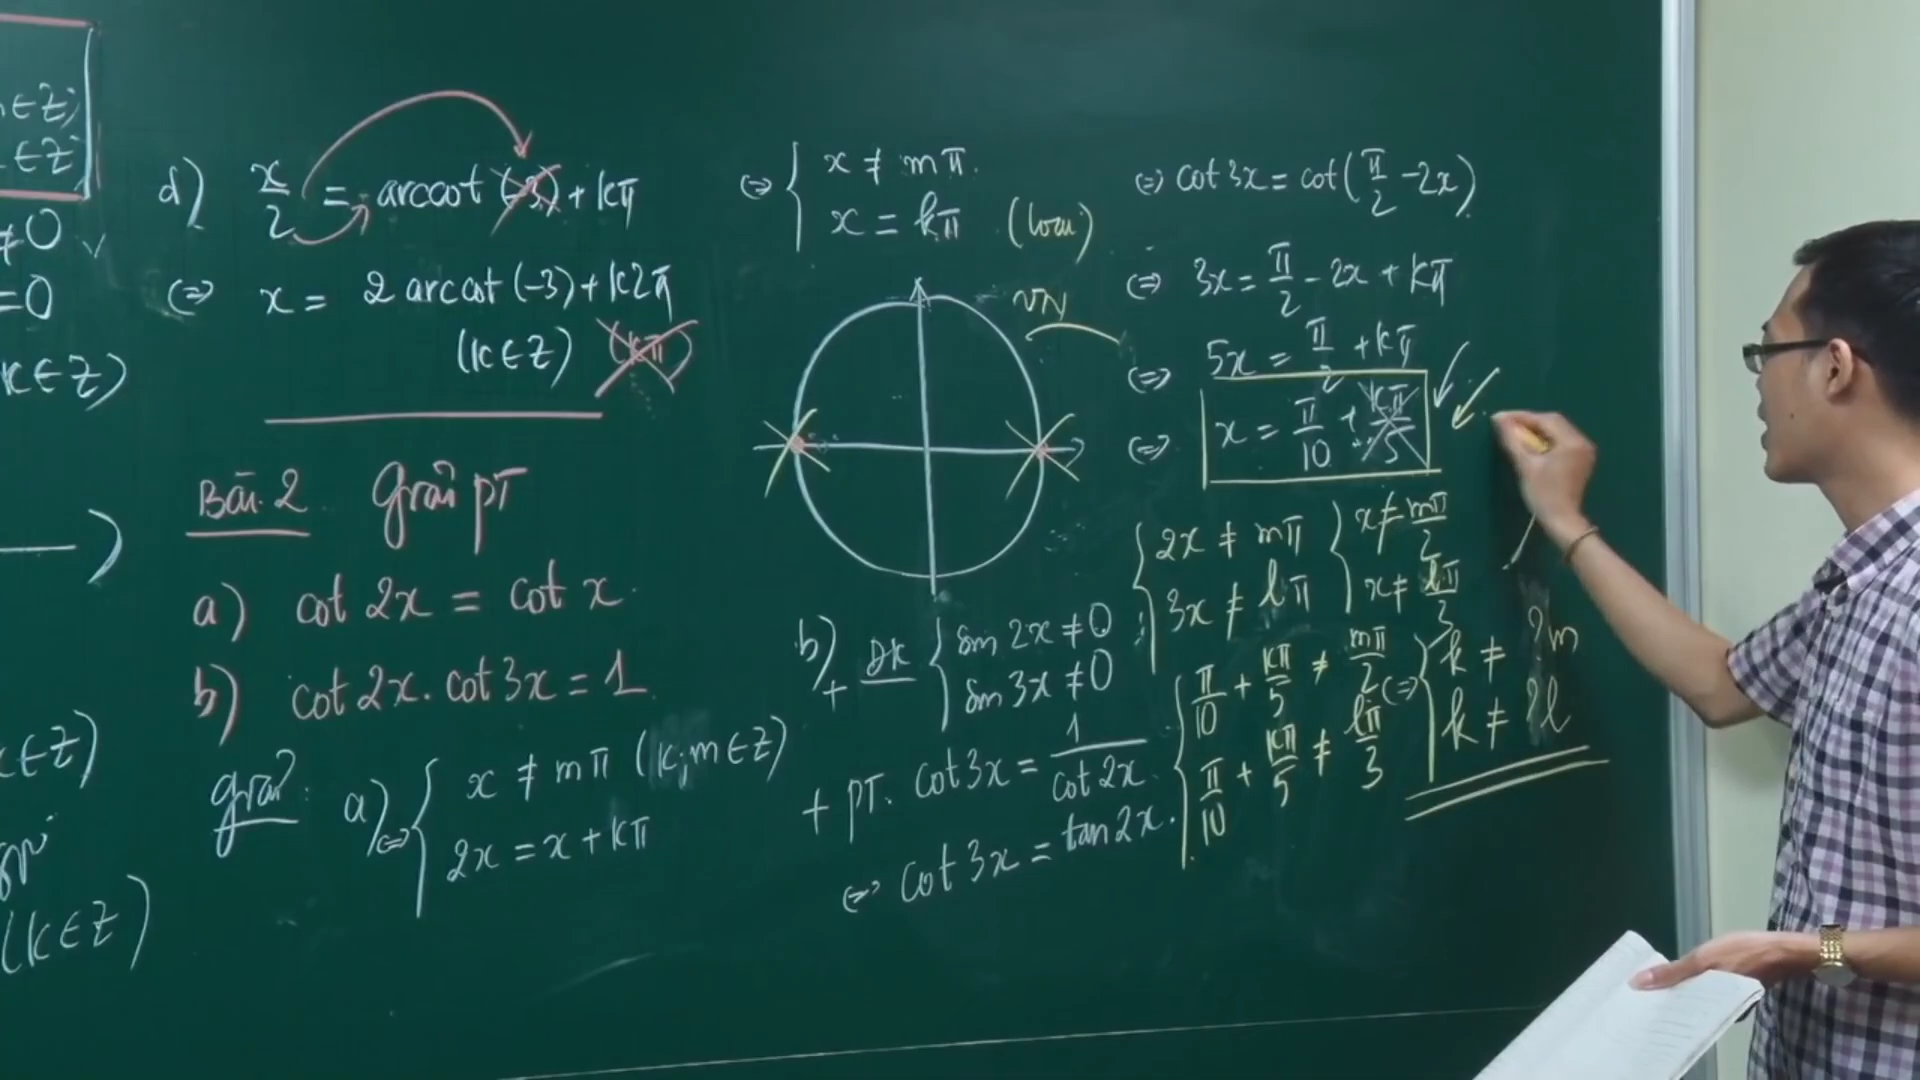 ∈Z;
∈Z;
≠0
=0
k∈Z)
)
∈Z)
(k∈Z)
d) x/2 = arccot (-3) + kπ
⇔ x = 2 arccot (-3) + k2π
(k∈Z) (kπ)
Bài 2 Giải PT
a) cot 2x = cot x.
b) cot 2x. cot 3x = 1
giải: a) ⇔ { x ≠ mπ (k;m∈Z)
2x = x + kπ
⇔ { x ≠ mπ.
x = kπ (loại)
VN
b) + ĐK { sin 2x ≠ 0
sin 3x ≠ 0
+ PT. cot 3x = 1/cot 2x.
⇔ cot 3x = tan 2x.
⇔ cot 3x = cot (π/2 - 2x)
⇔ 3x = π/2 - 2x + kπ
⇔ 5x = π/2 + kπ
⇔ x = π/10 + kπ/5
{ 2x ≠ mπ { x ≠ mπ/2
3x ≠ lπ x ≠ lπ/3
{ π/10 + kπ/5 ≠ mπ/2 ⇔ { k ≠ ?m
π/10 + kπ/5 ≠ lπ/3 k ≠ ?l